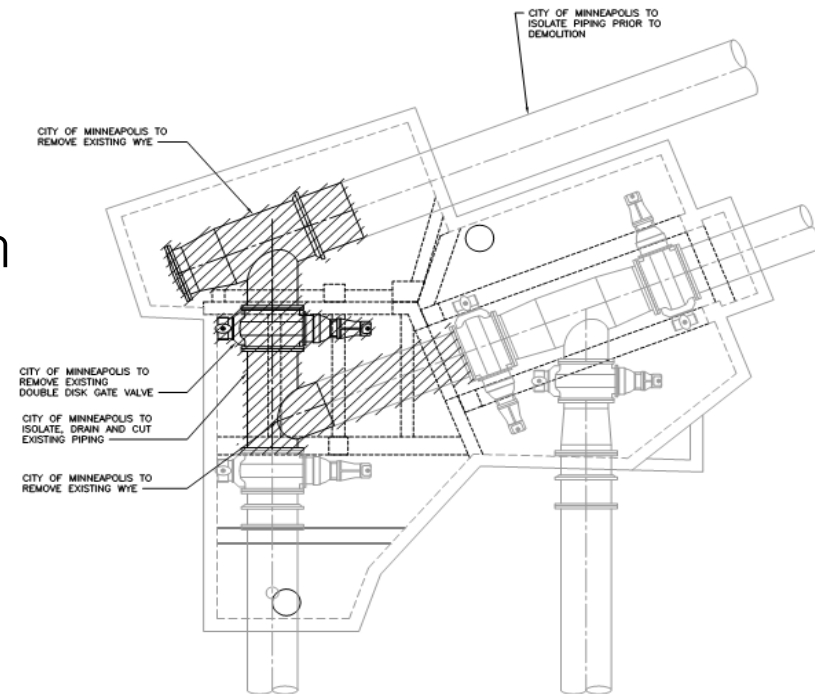 CITY OF MINNEAPOLIS TO
ISOLATE PIPING PRIOR TO
DEMOLITION
CITY OF MINNEAPOLIS TO
REMOVE EXISTING WYE
n
CITY OF MINNEAPOLIS TO
REMOVE EXISTING
DOUBLE DISK GATE VALVE
CITY OF MINNEAPOLIS TO
ISOLATE, DRAIN AND CUT
EXISTING PIPING
CITY OF MINNEAPOLIS TO
REMOVE EXISTING WYE